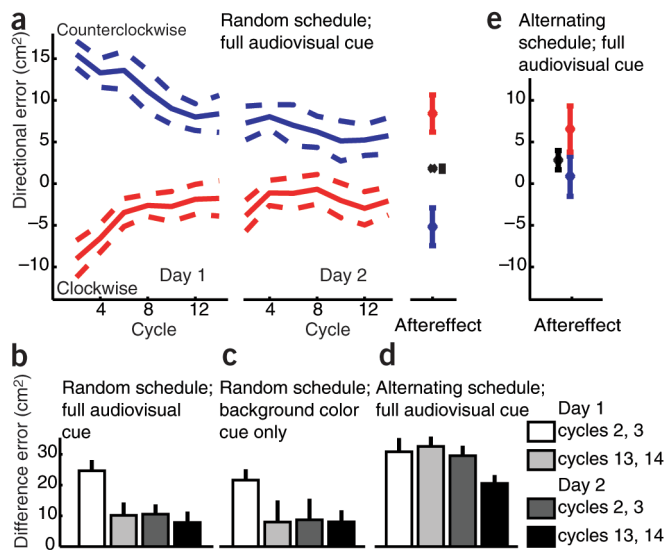 a
Counterclockwise
Random schedule;
full audiovisual cue
Directional error (cm²)
15
10
5
0
–5
–10
Clockwise
Day 1
Day 2
4
8
12
4
8
12
Cycle
Cycle
Aftereffect
e
Alternating
schedule; full
audiovisual cue
15
10
5
0
–5
–10
Aftereffect
b
Random schedule;
full audiovisual
cue
Difference error (cm²)
30
20
10
0
c
Random schedule;
background color
cue only
d
Alternating schedule;
full audiovisual cue
Day 1
cycles 2, 3
cycles 13, 14
Day 2
cycles 2,3
cycles 13, 14